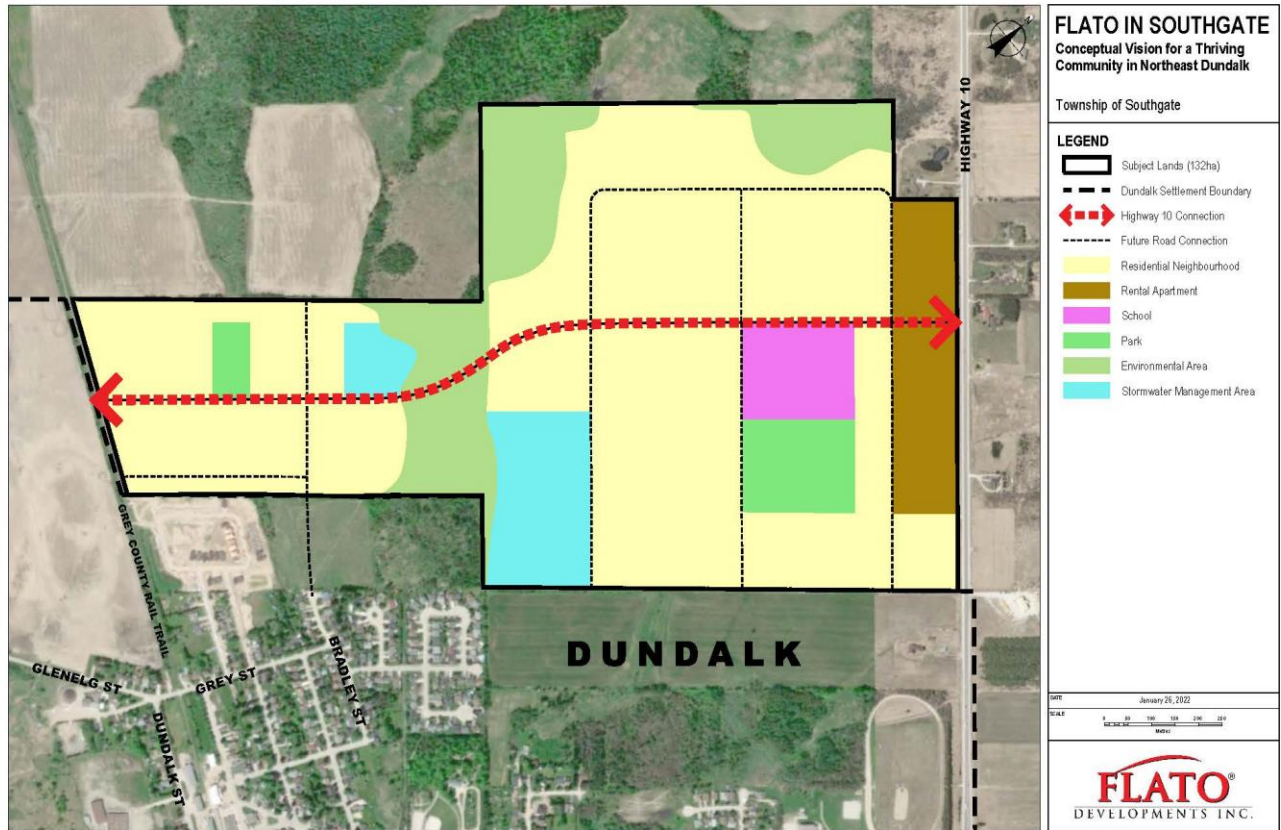 FLATO IN SOUTHGATE
Conceptual Vision for a Thriving
Community in Northeast Dundalk
Township of Southgate
LEGEND
Subject Lands (132ha)
Dundalk Settlement Boundary
Highway 10 Connection
Future Road Connection
Residential Neighbourhood
Rental Apartment
School
Park
Environmental Area
Stormwater Management Area
HIGHWAY 10
GREY COUNTY RAIL TRAIL
GLENELG ST
GREY ST
BRADLEY ST
DUNDALK ST
DUNDALK
DATE
January 26, 2022
SCALE
FLATO®
DEVELOPMENTS INC.